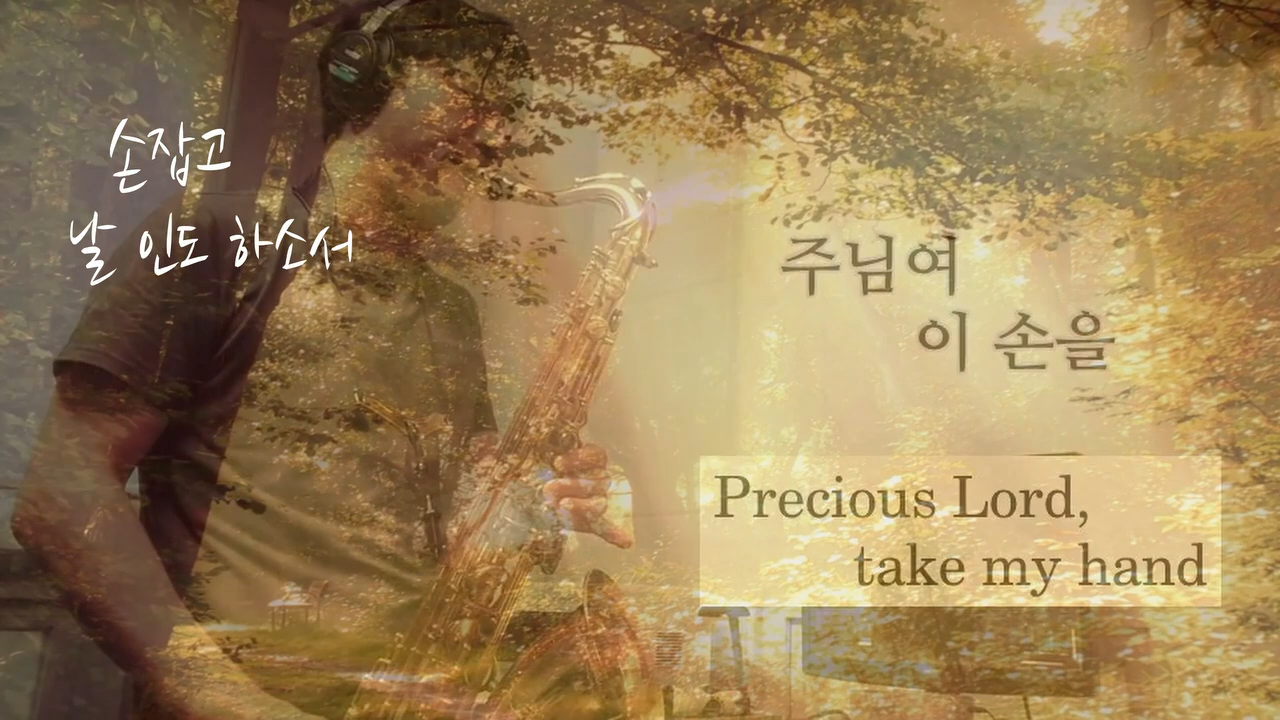 손잡고
날 인도 하소서
주님여
이 손을
Precious Lord,
take my hand